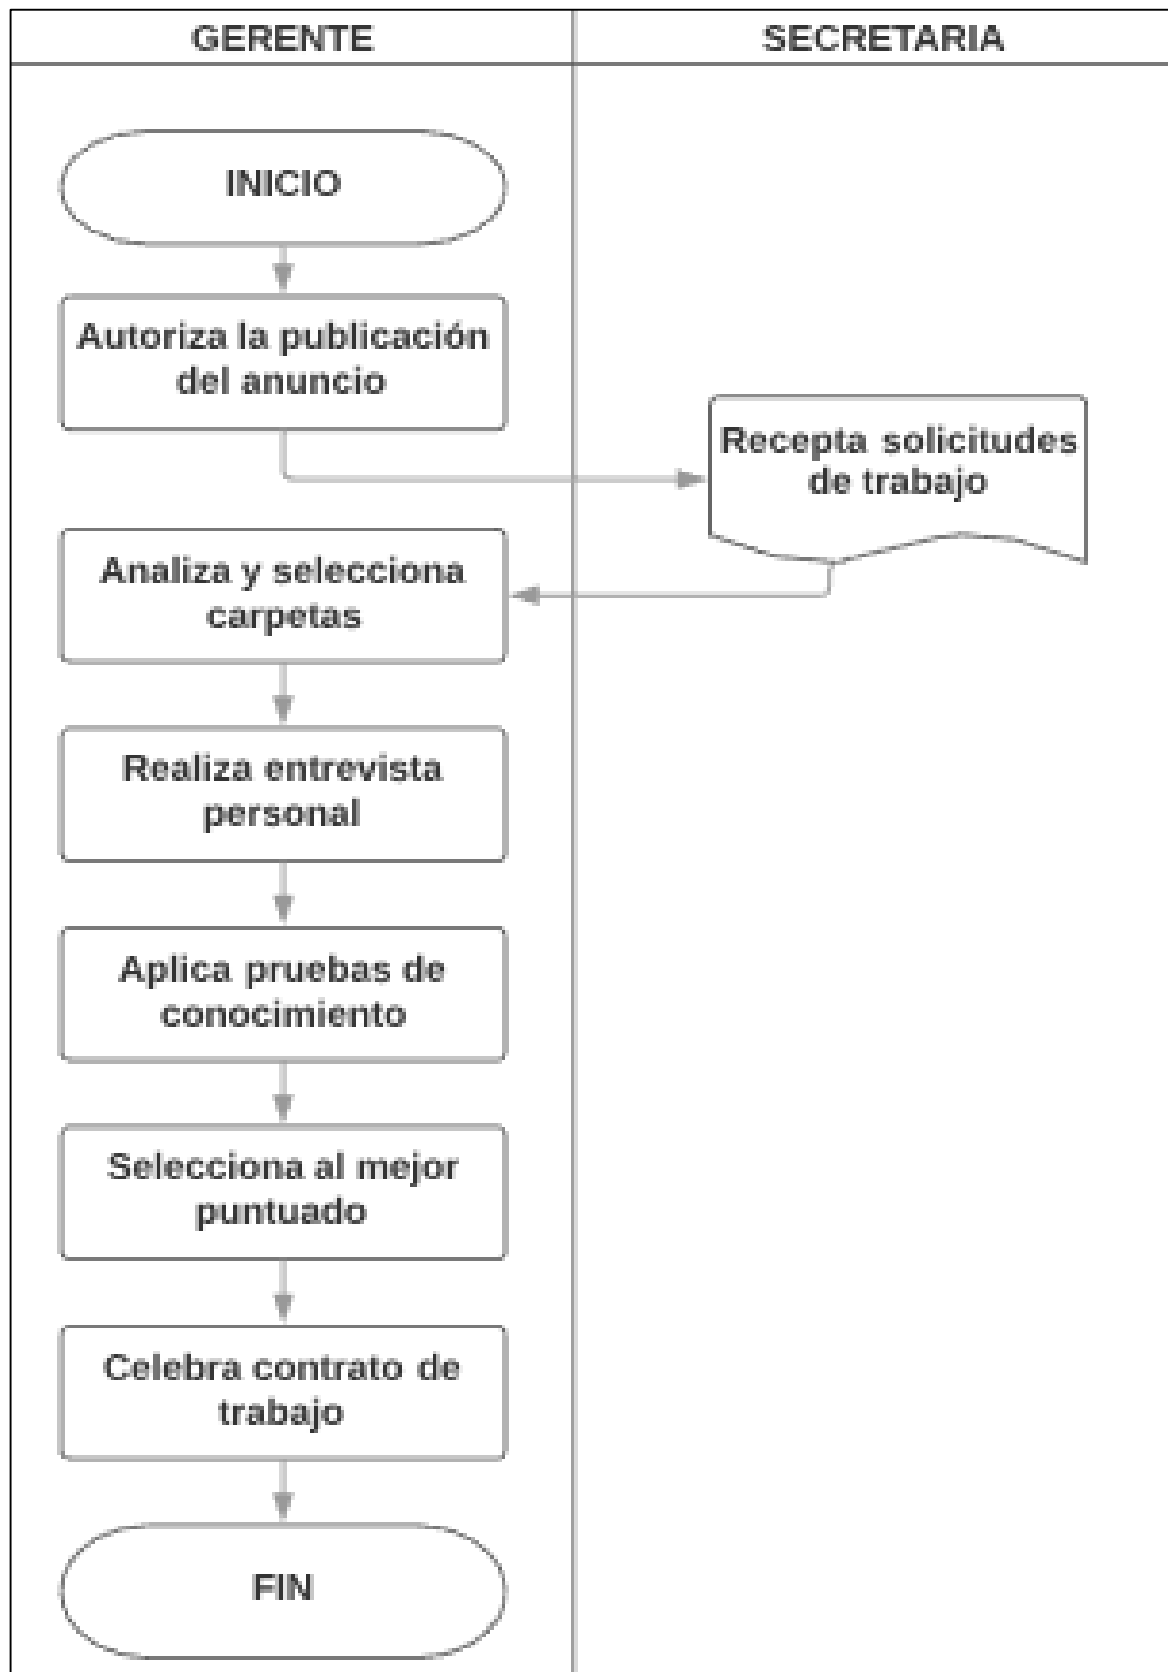 GERENTE
SECRETARIA
INICIO
Autoriza la publicación
del anuncio
Recepta solicitudes
de trabajo
Analiza y selecciona
carpetas
Realiza entrevista
personal
Aplica pruebas de
conocimiento
Selecciona al mejor
puntuado
Celebra contrato de
trabajo
FIN